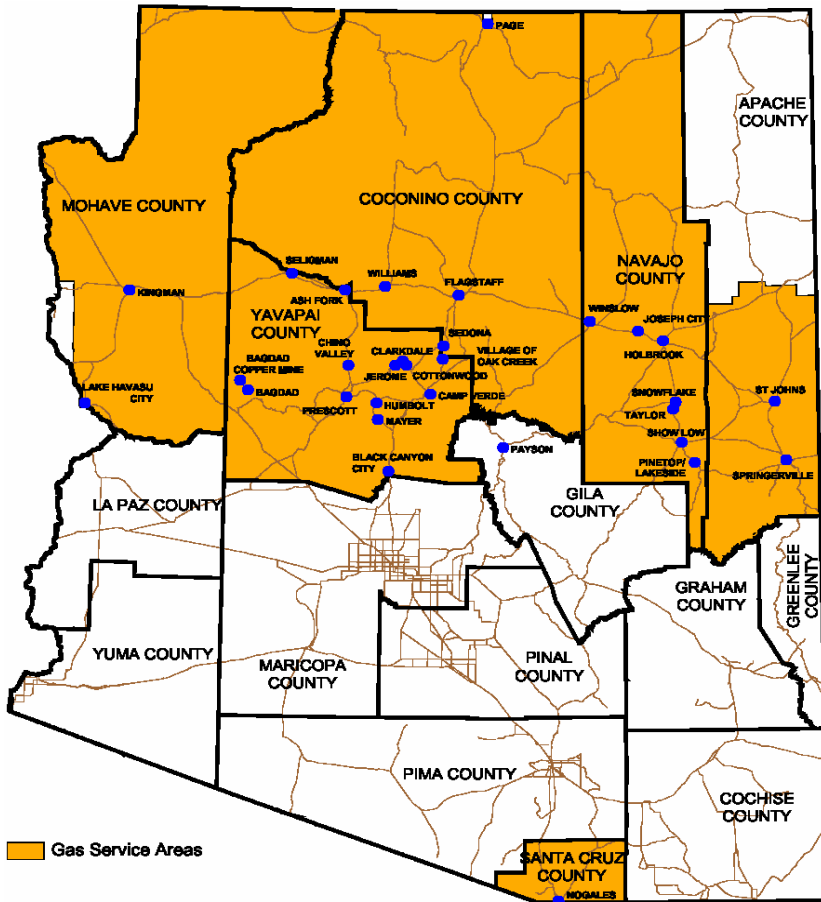 PAGE
APACHE
COUNTY
MOHAVE COUNTY
COCONINO COUNTY
SELIGMAN
WILLIAMS
FLAGSTAFF
NAVAJO
COUNTY
KINGMAN
ASH FORK
YAVAPAI
COUNTY
WINSLOW
JOSEPH CITY
SEDONA
HOLBROOK
CHINO
VALLEY
CLARKDALE
VILLAGE OF
OAK CREEK
BAGDAD
COPPER MINE
JEROME
COTTONWOOD
LAKE HAVASU
CITY
BAGDAD
CAMP VERDE
SNOWFLAKE
ST JOHNS
PRESCOTT
HUMBOLT
TAYLOR
MAYER
SHOW LOW
PAYSON
BLACK CANYON
CITY
PINETOP/
LAKESIDE
SPRINGERVILLE
LA PAZ COUNTY
GILA
COUNTY
GREENLEE
COUNTY
GRAHAM
COUNTY
YUMA COUNTY
MARICOPA
COUNTY
PINAL
COUNTY
PIMA COUNTY
COCHISE
COUNTY
Gas Service Areas
SANTA CRUZ
COUNTY
NOGALES